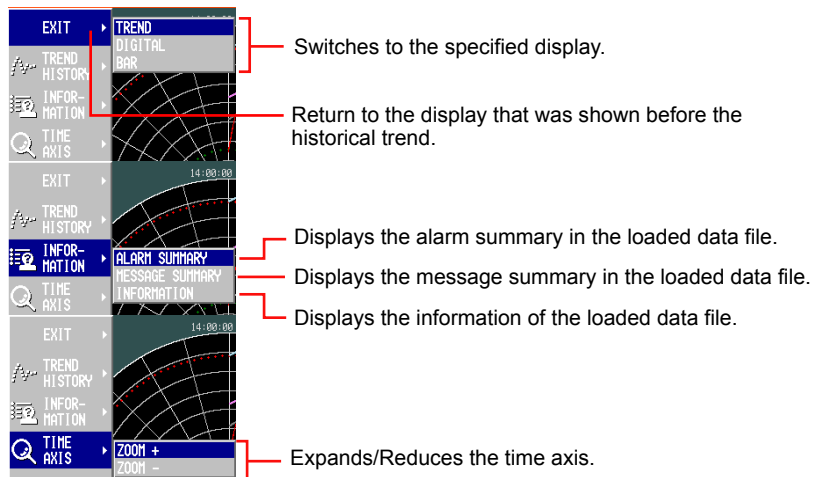 EXIT
TREND
DIGITAL
BAR
TREND
HISTORY
INFOR-
MATION
TIME
AXIS
Switches to the specified display.
Return to the display that was shown before the
historical trend.
EXIT
14:00:00
TREND
HISTORY
INFOR-
MATION
ALARM SUMMARY
MESSAGE SUMMARY
INFORMATION
TIME
AXIS
Displays the alarm summary in the loaded data file.
Displays the message summary in the loaded data file.
Displays the information of the loaded data file.
EXIT
14:00:00
TREND
HISTORY
INFOR-
MATION
TIME
AXIS
ZOOM +
ZOOM -
Expands/Reduces the time axis.